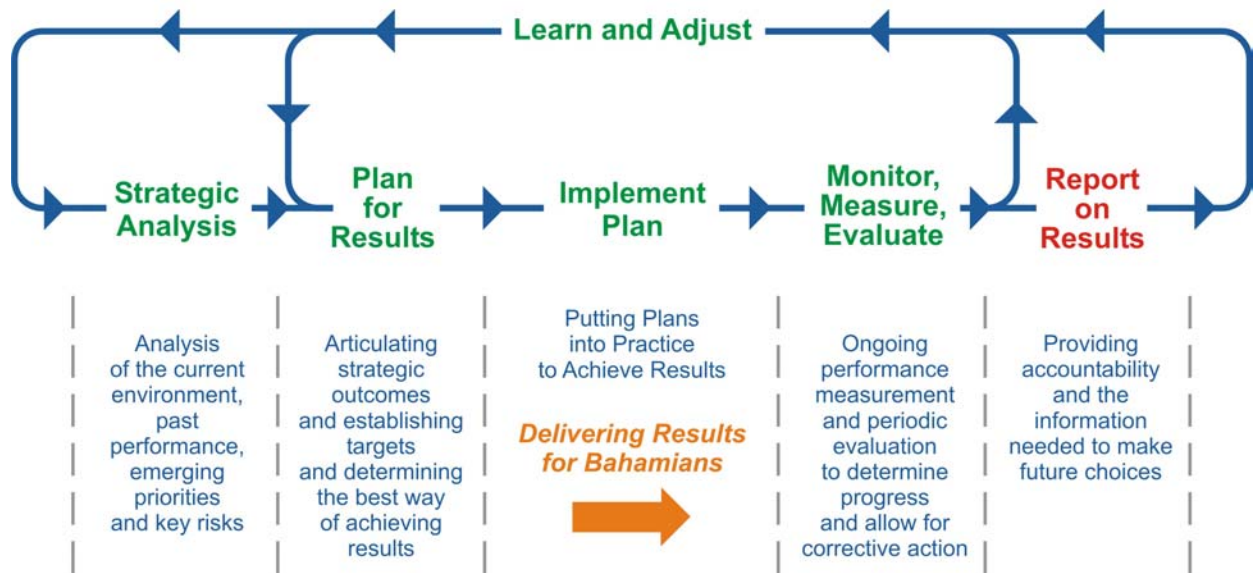 Learn and Adjust
Strategic
Analysis
Plan
for
Results
Implement
Plan
Monitor,
Measure,
Evaluate
Report
on
Results
Analysis
of the current
environment,
past
performance,
emerging
priorities
and key risks
Articulating
strategic
outcomes
and establishing
targets
and determining
the best way
of achieving
results
Putting Plans
into Practice
to Achieve Results
Delivering Results
for Bahamians
Ongoing
performance
measurement
and periodic
evaluation
to determine
progress
and allow for
corrective action
Providing
accountability
and the
information
needed to make
future choices